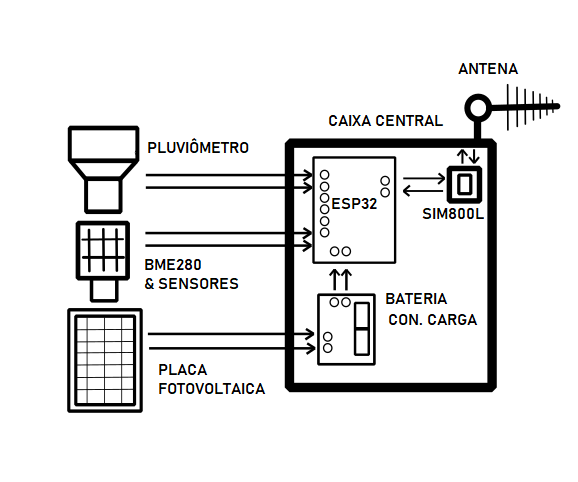 ANTENA
CAIXA CENTRAL
PLUVIÔMETRO
ESP32
SIM800L
BME280
& SENSORES
BATERIA
CON. CARGA
PLACA
FOTOVOLTAICA